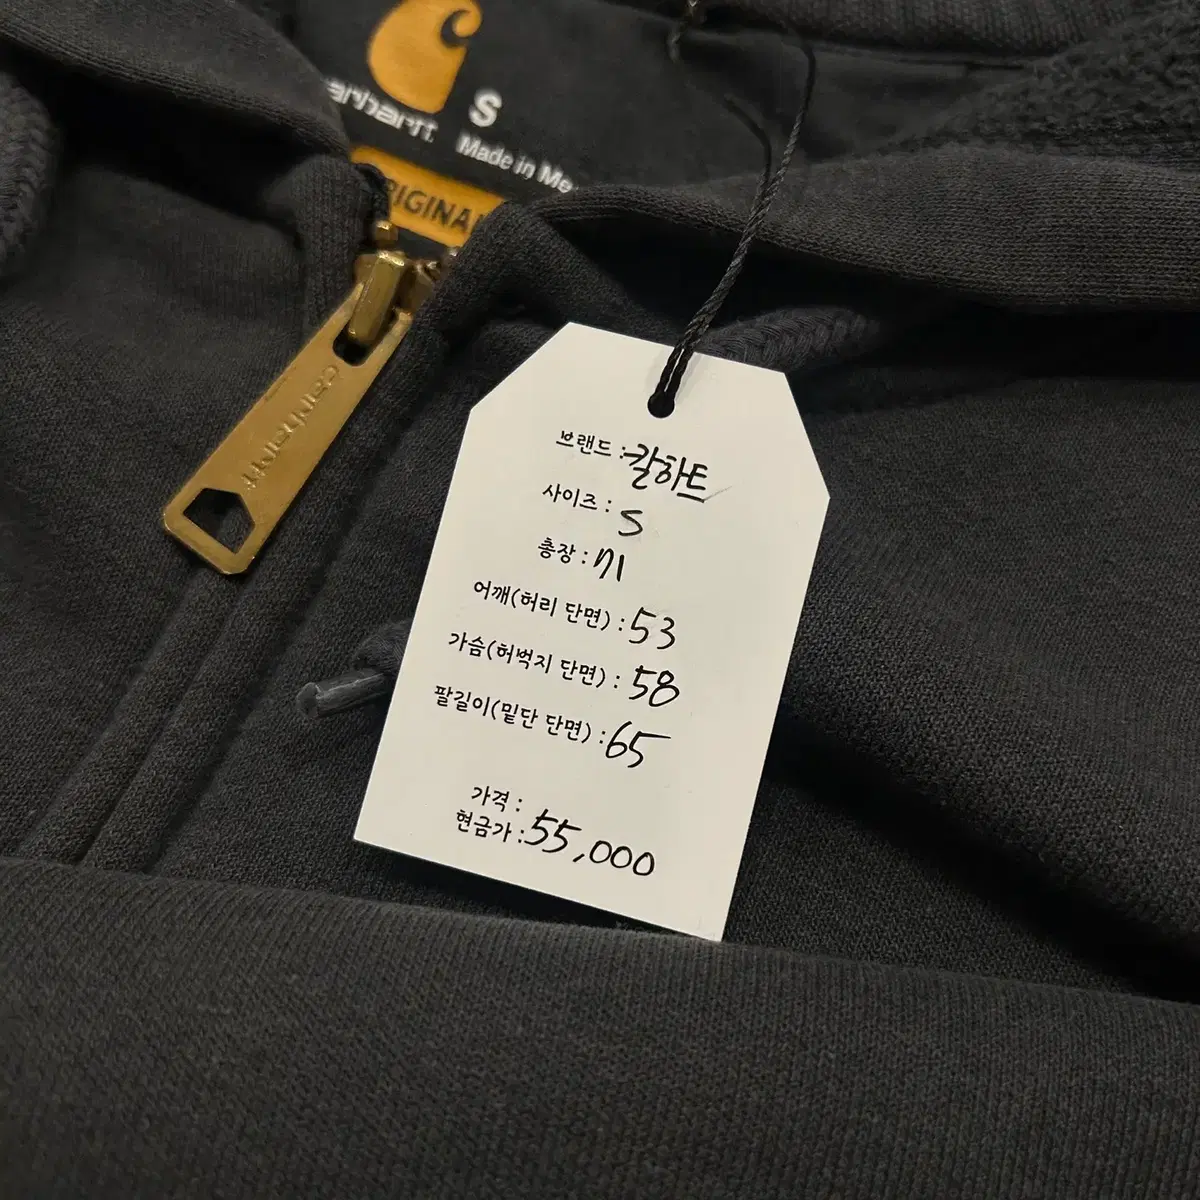 S
carhartt
Made in Me
ORIGINAL
carhartt
브랜드 : 칼하트
사이즈 : S
총장 : 71
어깨(허리 단면) : 53
가슴(허벅지 단면) : 58
팔길이(밑단 단면) : 65
가격 :
현금가 : 55,000